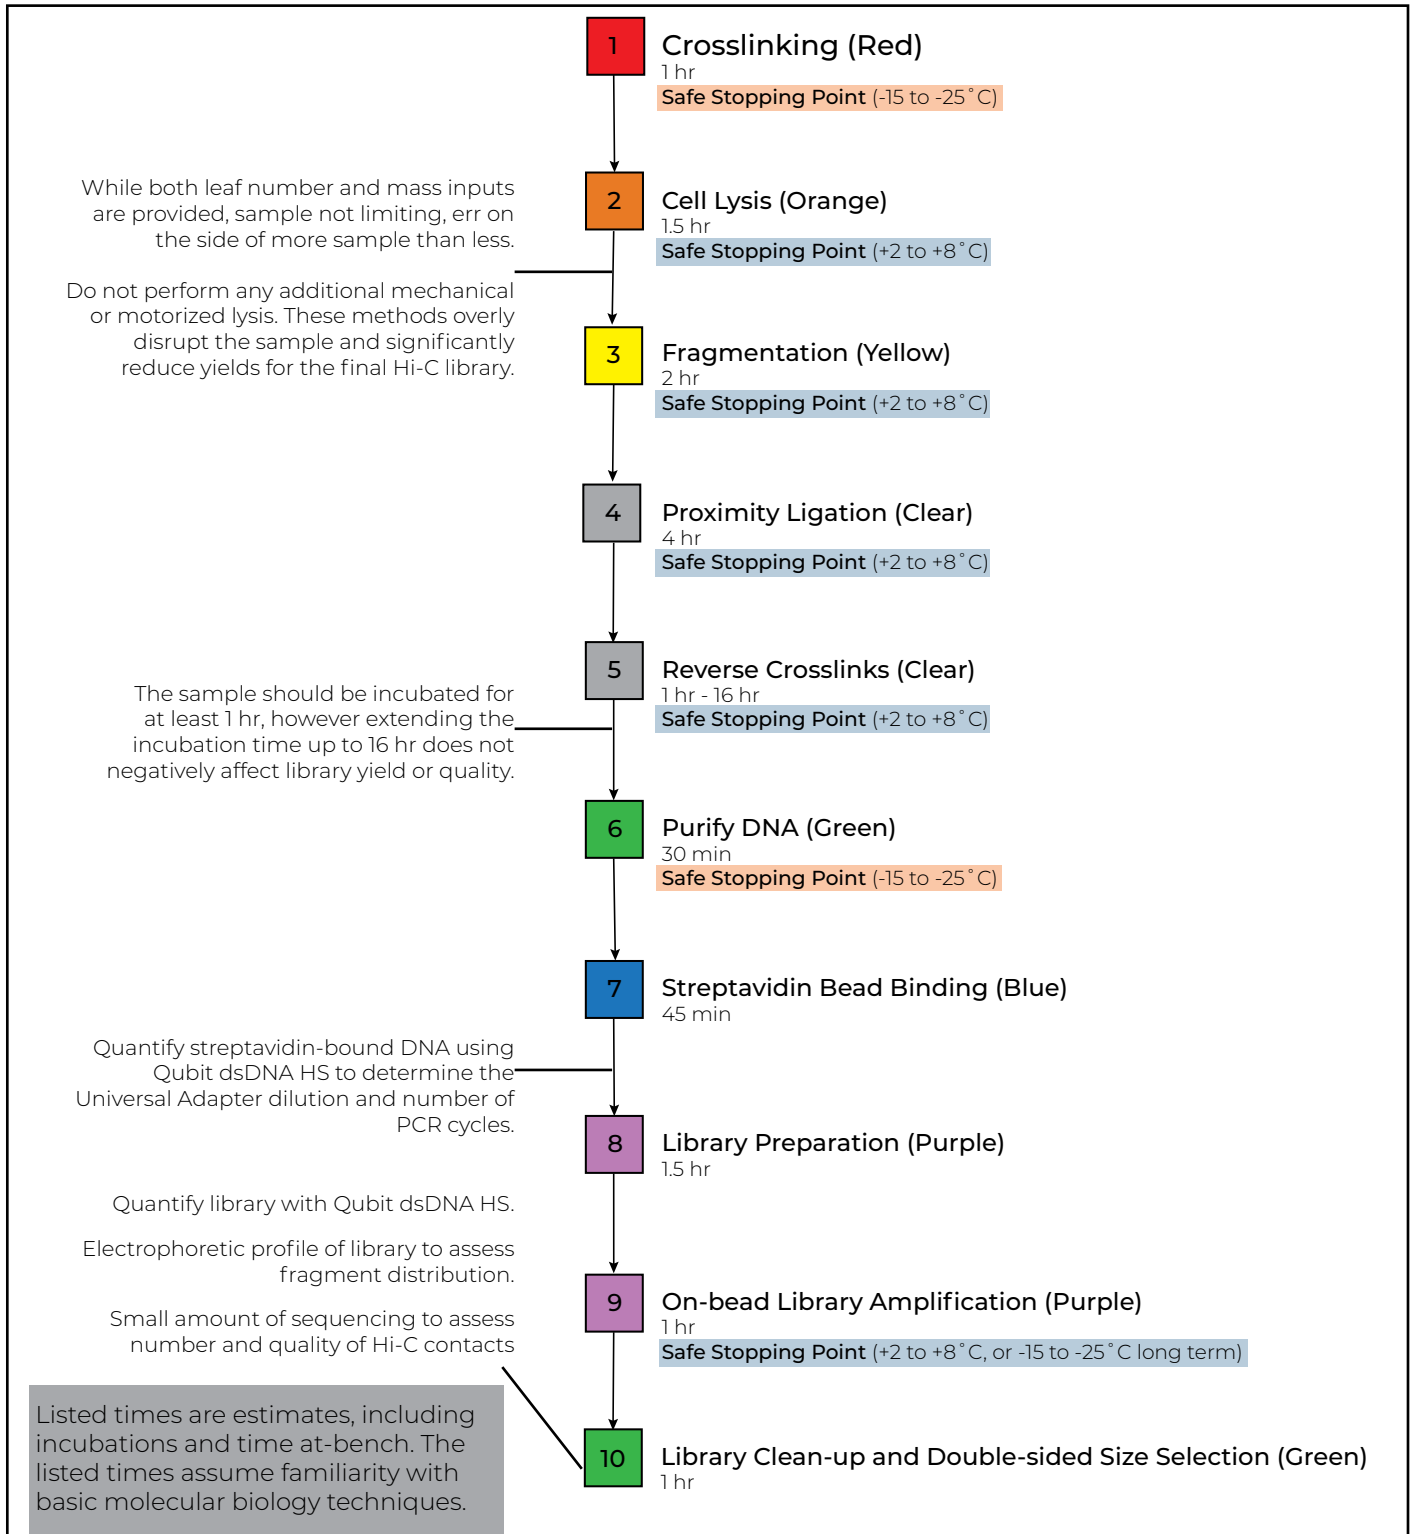 1
Crosslinking (Red)
1 hr
Safe Stopping Point (-15 to -25˚C)
While both leaf number and mass inputs
are provided, sample not limiting, err on
the side of more sample than less.
Do not perform any additional mechanical
or motorized lysis. These methods overly
disrupt the sample and significantly
reduce yields for the final Hi-C library.
2
Cell Lysis (Orange)
1.5 hr
Safe Stopping Point (+2 to +8˚C)
3
Fragmentation (Yellow)
2 hr
Safe Stopping Point (+2 to +8˚C)
4
Proximity Ligation (Clear)
4 hr
Safe Stopping Point (+2 to +8˚C)
5
Reverse Crosslinks (Clear)
1 hr - 16 hr
Safe Stopping Point (+2 to +8˚C)
The sample should be incubated for
at least 1 hr, however extending the
incubation time up to 16 hr does not
negatively affect library yield or quality.
6
Purify DNA (Green)
30 min
Safe Stopping Point (-15 to -25˚C)
7
Streptavidin Bead Binding (Blue)
45 min
Quantify streptavidin-bound DNA using
Qubit dsDNA HS to determine the
Universal Adapter dilution and number of
PCR cycles.
8
Library Preparation (Purple)
1.5 hr
Quantify library with Qubit dsDNA HS.
Electrophoretic profile of library to assess
fragment distribution.
Small amount of sequencing to assess
number and quality of Hi-C contacts
9
On-bead Library Amplification (Purple)
1 hr
Safe Stopping Point (+2 to +8˚C, or -15 to -25˚C long term)
10
Library Clean-up and Double-sided Size Selection (Green)
1 hr
Listed times are estimates, including
incubations and time at-bench. The
listed times assume familiarity with
basic molecular biology techniques.